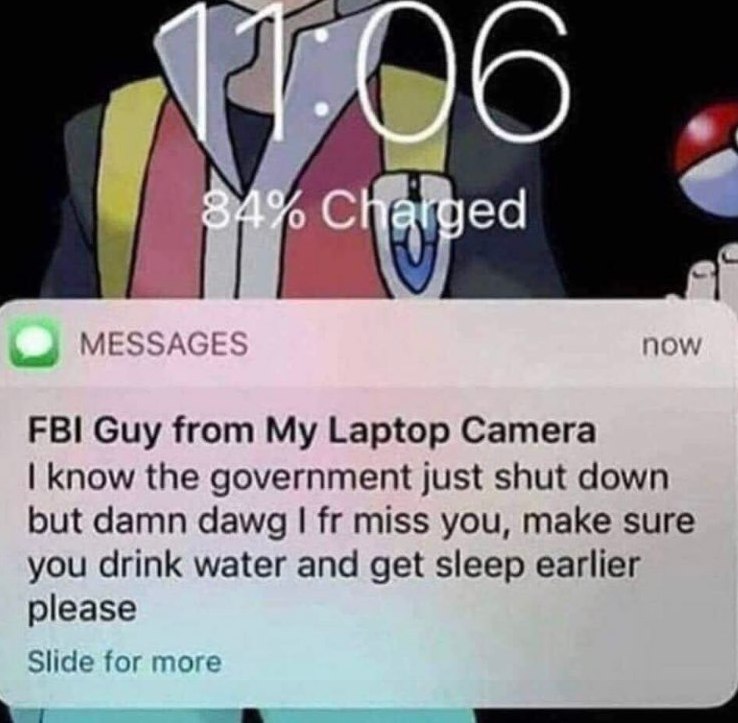 11:06
84% Charged
MESSAGES now
FBI Guy from My Laptop Camera
I know the government just shut down
but damn dawg I fr miss you, make sure
you drink water and get sleep earlier
please
Slide for more